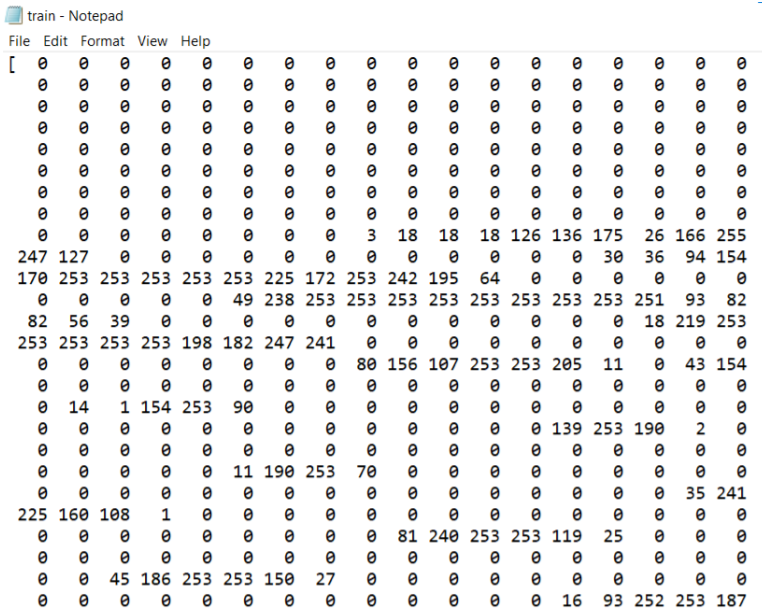 train - Notepad
File Edit Format View Help
[ 0 0 0 0 0 0 0 0 0 0 0 0 0 0 0 0 0 0
0 0 0 0 0 0 0 0 0 0 0 0 0 0 0 0 0 0
0 0 0 0 0 0 0 0 0 0 0 0 0 0 0 0 0 0
0 0 0 0 0 0 0 0 0 0 0 0 0 0 0 0 0 0
0 0 0 0 0 0 0 0 0 0 0 0 0 0 0 0 0 0
0 0 0 0 0 0 0 0 0 0 0 0 0 0 0 0 0 0
0 0 0 0 0 0 0 0 0 0 0 0 0 0 0 0 0 0
0 0 0 0 0 0 0 0 0 0 0 0 0 0 0 0 0 0
0 0 0 0 0 0 0 0 3 18 18 18 126 136 175 26 166 255
247 127 0 0 0 0 0 0 0 0 0 0 0 0 30 36 94 154
170 253 253 253 253 253 225 172 253 242 195 64 0 0 0 0 0 0
0 0 0 0 0 49 238 253 253 253 253 253 253 253 253 251 93 82
82 56 39 0 0 0 0 0 0 0 0 0 0 0 0 18 219 253
253 253 253 253 198 182 247 241 0 0 0 0 0 0 0 0 0 0
0 0 0 0 0 0 0 0 80 156 107 253 253 205 11 0 43 154
0 0 0 0 0 0 0 0 0 0 0 0 0 0 0 0 0 0
0 14 1 154 253 90 0 0 0 0 0 0 0 0 0 0 0 0
0 0 0 0 0 0 0 0 0 0 0 0 0 139 253 190 2 0
0 0 0 0 0 0 0 0 0 0 0 0 0 0 0 0 0 0
0 0 0 0 0 11 190 253 70 0 0 0 0 0 0 0 0 0
0 0 0 0 0 0 0 0 0 0 0 0 0 0 0 0 35 241
225 160 108 1 0 0 0 0 0 0 0 0 0 0 0 0 0 0
0 0 0 0 0 0 0 0 0 81 240 253 253 119 25 0 0 0
0 0 0 0 0 0 0 0 0 0 0 0 0 0 0 0 0 0
0 0 45 186 253 253 150 27 0 0 0 0 0 0 0 0 0 0
0 0 0 0 0 0 0 0 0 0 0 0 0 16 93 252 253 187